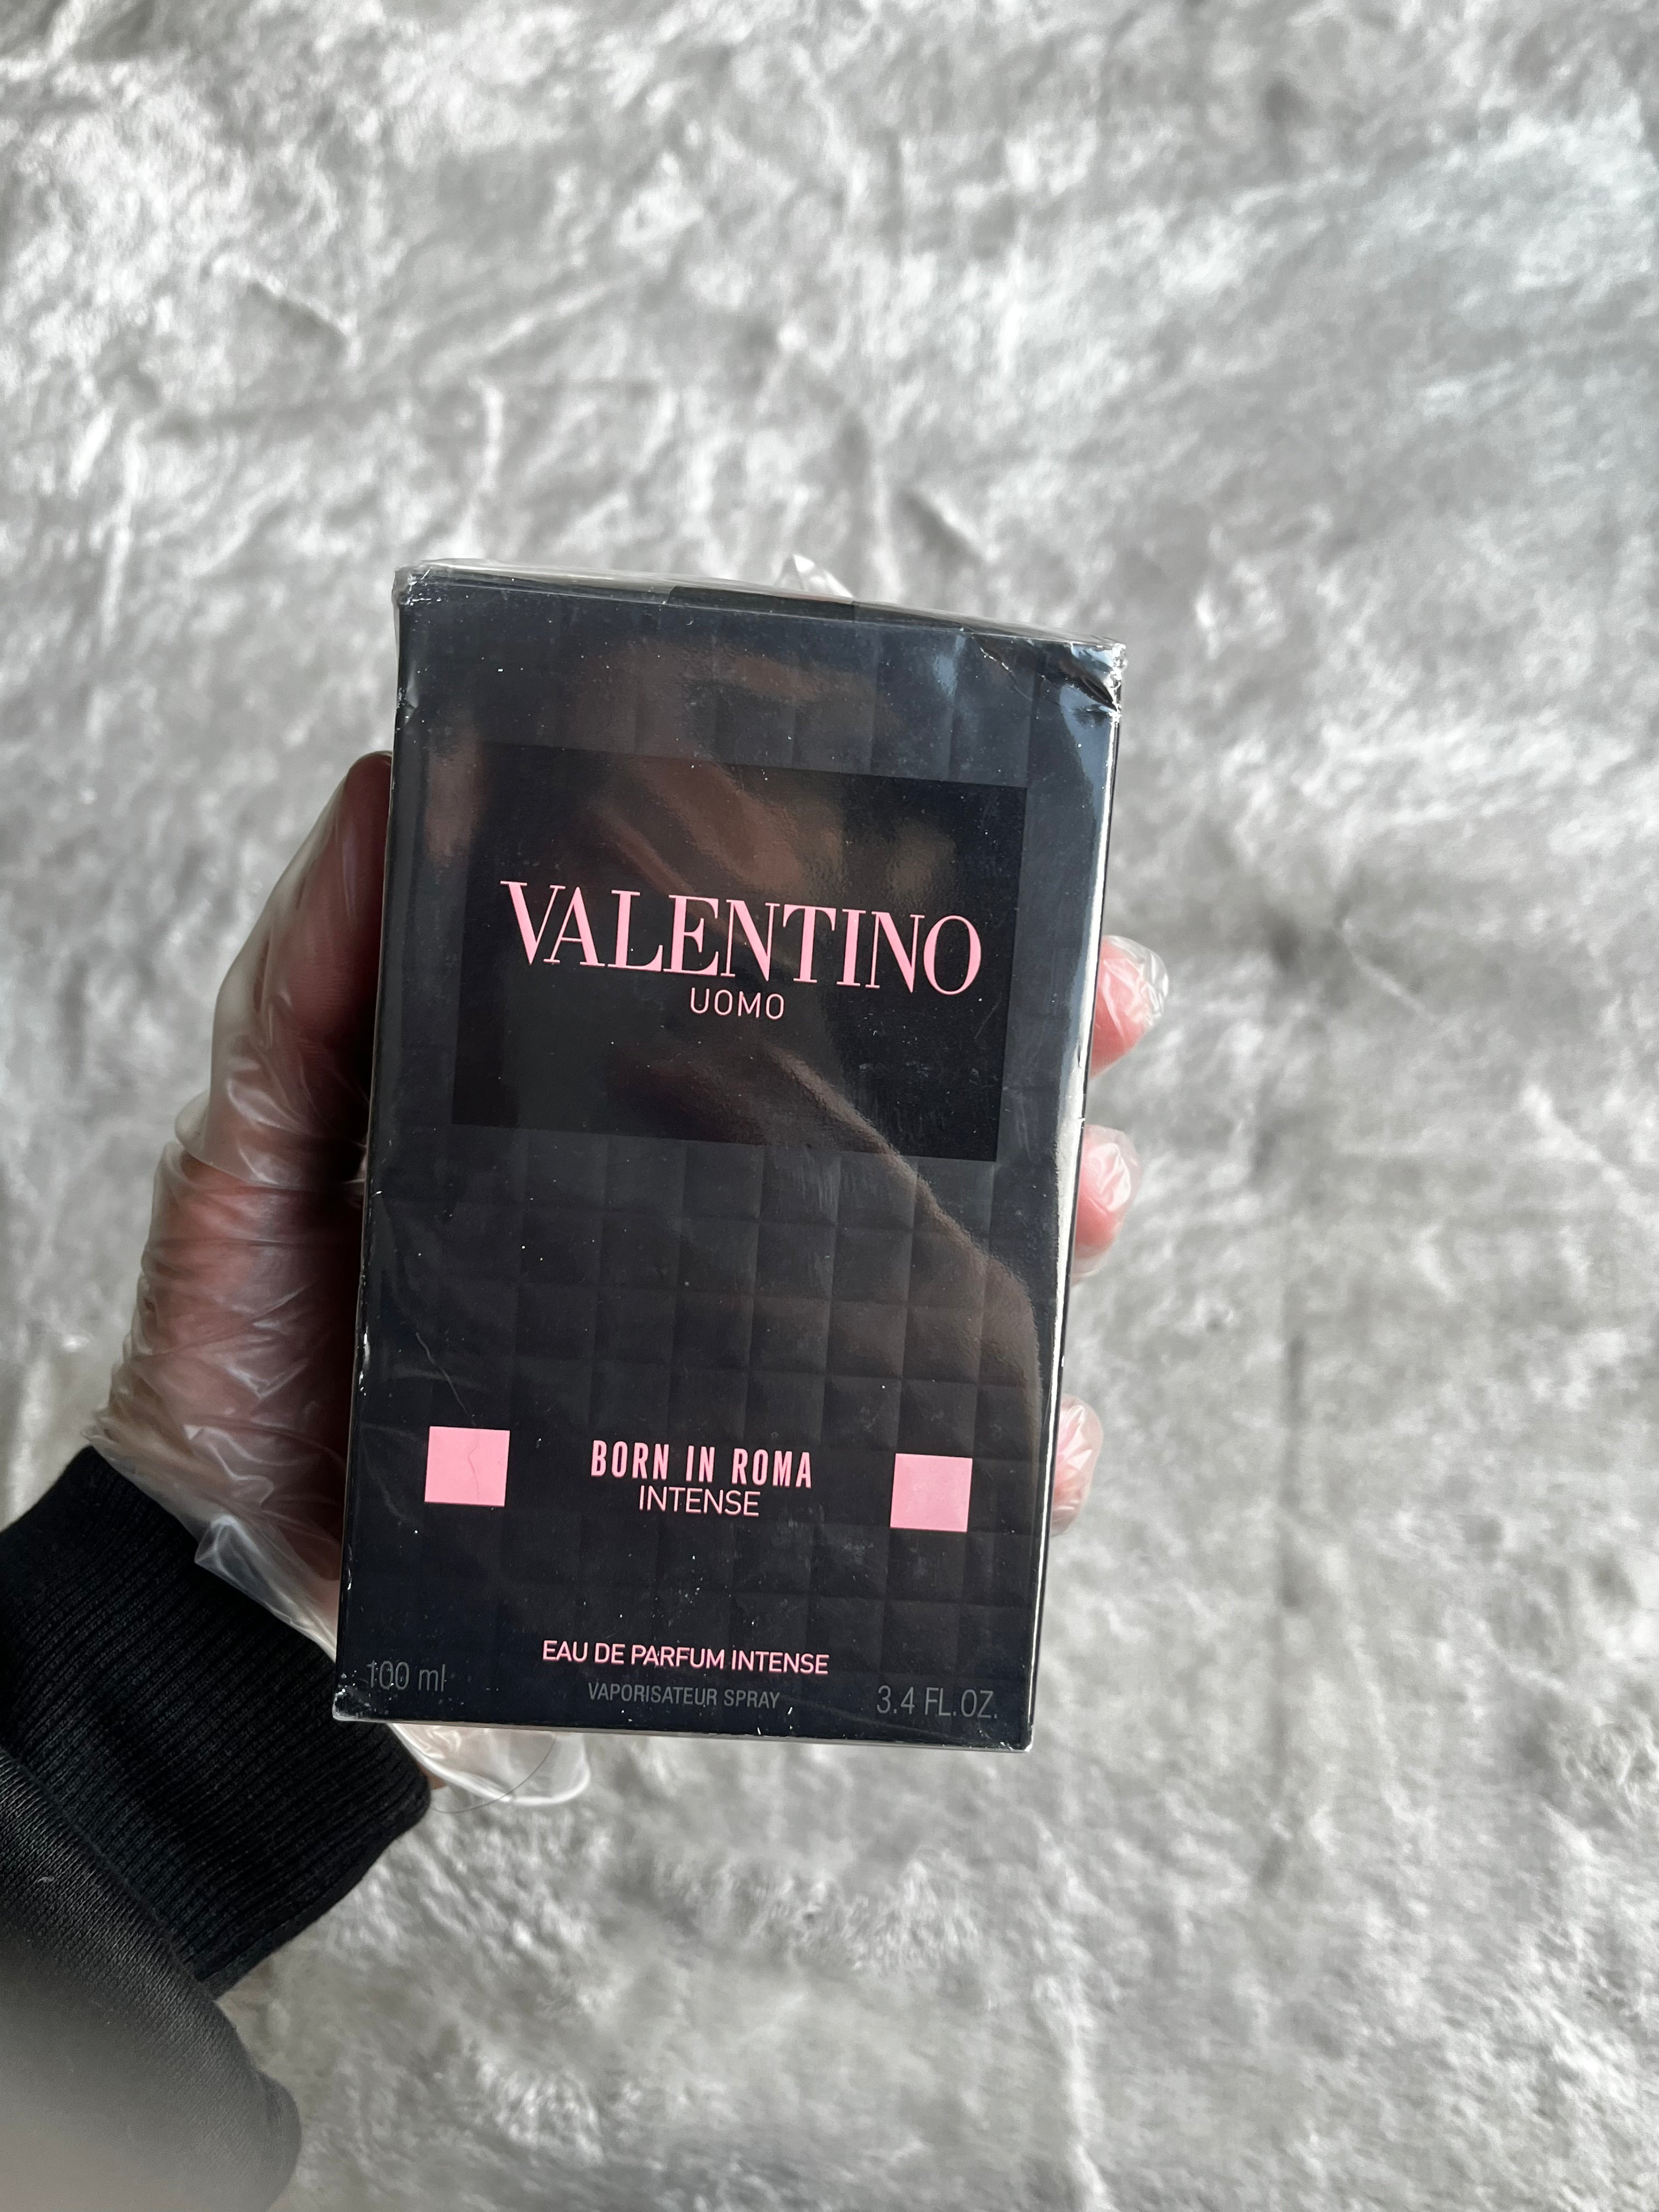 VALENTINO
UOMO
BORN IN ROMA
INTENSE
EAU DE PARFUM INTENSE
100 ml
VAPORISATEUR SPRAY
3.4 FL.OZ.